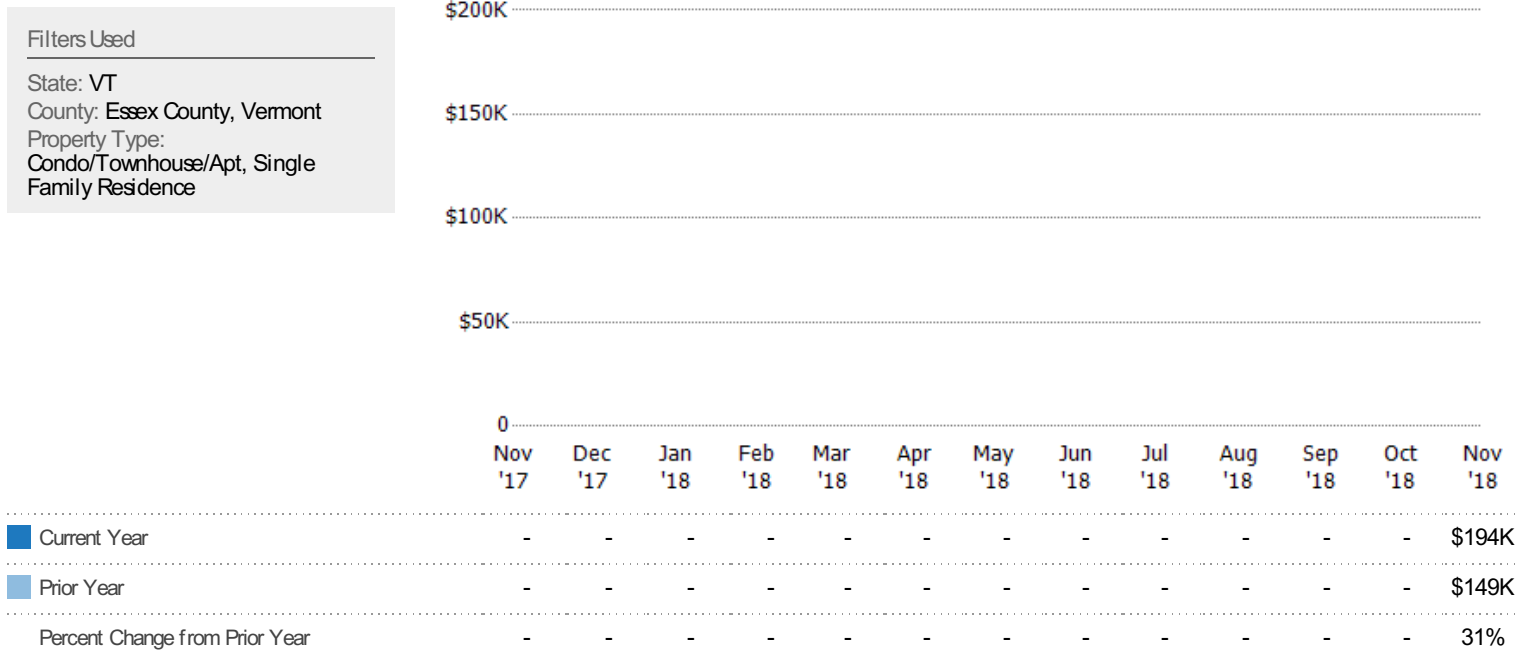 Filters Used
State: VT
County: Essex County, Vermont
Property Type:
Condo/Townhouse/Apt, Single
Family Residence
$200K
$150K
$100K
$50K
0
Nov Dec Jan Feb Mar Apr May Jun Jul Aug Sep Oct Nov
'17 '17 '18 '18 '18 '18 '18 '18 '18 '18 '18 '18 '18
Current Year - - - - - - - - - - - - $194K
Prior Year - - - - - - - - - - - - $149K
Percent Change from Prior Year - - - - - - - - - - - - 31%